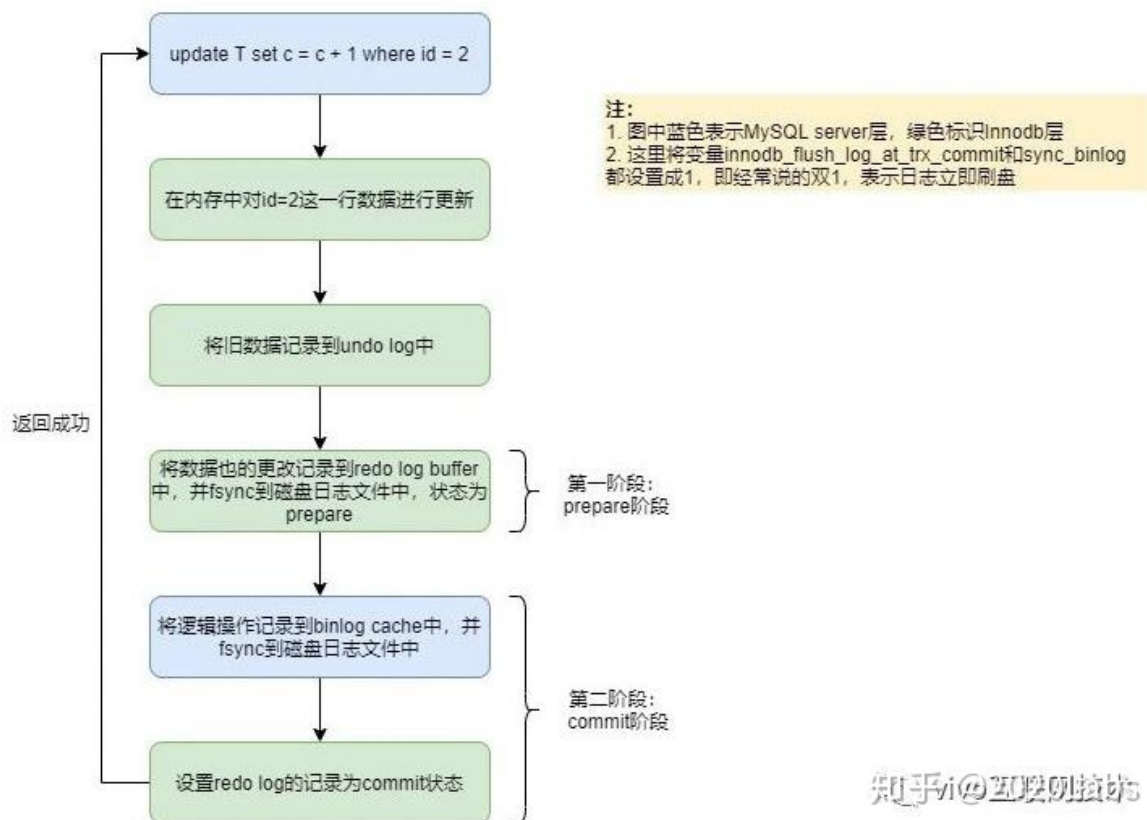 update T set c = c + 1 where id = 2
注：
1. 图中蓝色表示MySQL server层，绿色标识Innodb层
2. 这里将变量innodb_flush_log_at_trx_commit和sync_binlog
都设置成1，即经常说的双1，表示日志立即刷盘
在内存中对id=2这一行数据进行更新
将旧数据记录到undo log中
返回成功
将数据也的更改记录到redo log buffer
中，并fsync到磁盘日志文件中，状态为
prepare
第一阶段：
prepare阶段
将逻辑操作记录到binlog cache中，并
fsync到磁盘日志文件中
第二阶段：
commit阶段
设置redo log的记录为commit状态
知乎